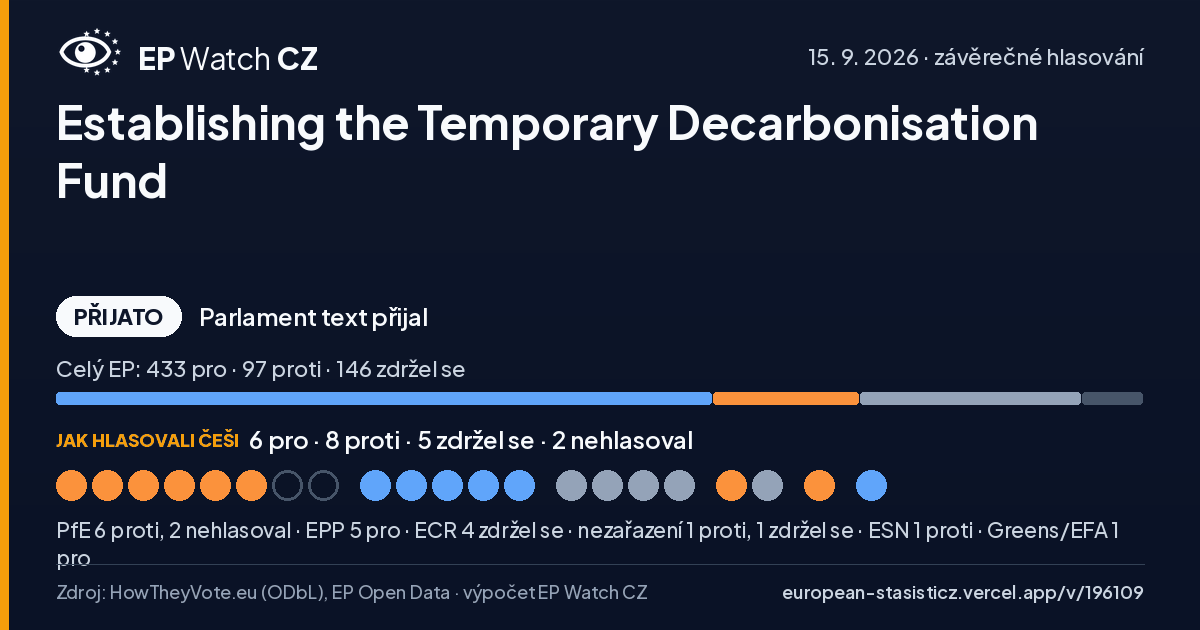 EP Watch CZ
15. 9. 2026 · závěrečné hlasování
Establishing the Temporary Decarbonisation
Fund
PŘIJATO Parlament text přijal
Celý EP: 433 pro · 97 proti · 146 zdržel se
JAK HLASOVALI ČEŠI 6 pro · 8 proti · 5 zdržel se · 2 nehlasoval
PfE 6 proti, 2 nehlasoval · EPP 5 pro · ECR 4 zdržel se · nezařazení 1 proti, 1 zdržel se · ESN 1 proti · Greens/EFA 1
pro
Zdroj: HowTheyVote.eu (ODbL), EP Open Data · výpočet EP Watch CZ
european-stasisticz.vercel.app/v/196109